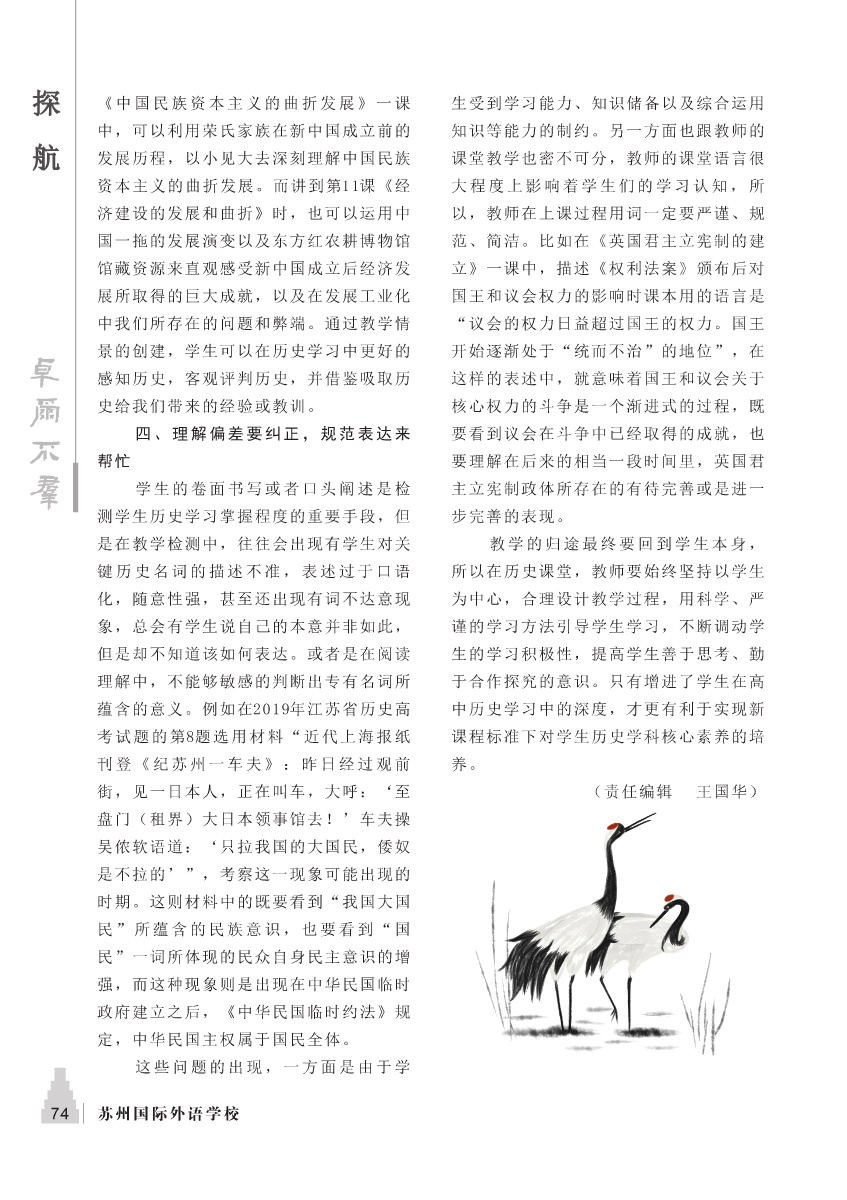 探
航
卓尔不群
《中国民族资本主义的曲折发展》一课
中，可以利用荣氏家族在新中国成立前的
发展历程，以小见大去深刻理解中国民族
资本主义的曲折发展。而讲到第11课《经
济建设的发展和曲折》时，也可以运用中
国一拖的发展演变以及东方红农耕博物馆
馆藏资源来直观感受新中国成立后经济发
展所取得的巨大成就，以及在发展工业化
中我们所存在的问题和弊端。通过教学情
景的创建，学生可以在历史学习中更好的
感知历史，客观评判历史，并借鉴吸取历
史给我们带来的经验或教训。
四、理解偏差要纠正，规范表达来
帮忙
学生的卷面书写或者口头阐述是检
测学生历史学习掌握程度的重要手段，但
是在教学检测中，往往会出现有学生对关
键历史名词的描述不准，表述过于口语
化，随意性强，甚至还出现有词不达意现
象，总会有学生说自己的本意并非如此，
但是却不知道该如何表达。或者是在阅读
理解中，不能够敏感的判断出专有名词所
蕴含的意义。例如在2019年江苏省历史高
考试题的第8题选用材料“近代上海报纸
刊登《纪苏州一车夫》：昨日经过观前
街，见一日本人，正在叫车，大呼：‘至
盘门（租界）大日本领事馆去！’车夫操
吴侬软语道：‘只拉我国的大国民，倭奴
是不拉的’”，考察这一现象可能出现的
时期。这则材料中的既要看到“我国大国
民”所蕴含的民族意识，也要看到“国
民”一词所体现的民众自身民主意识的增
强，而这种现象则是出现在中华民国临时
政府建立之后，《中华民国临时约法》规
定，中华民国主权属于国民全体。
这些问题的出现，一方面是由于学
生受到学习能力、知识储备以及综合运用
知识等能力的制约。另一方面也跟教师的
课堂教学也密不可分，教师的课堂语言很
大程度上影响着学生们的学习认知，所
以，教师在上课过程用词一定要严谨、规
范、简洁。比如在《英国君主立宪制的建
立》一课中，描述《权利法案》颁布后对
国王和议会权力的影响时课本用的语言是
“议会的权力日益超过国王的权力。国王
开始逐渐处于“统而不治”的地位”，在
这样的表述中，就意味着国王和议会关于
核心权力的斗争是一个渐进式的过程，既
要看到议会在斗争中已经取得的成就，也
要理解在后来的相当一段时间里，英国君
主立宪制政体所存在的有待完善或是进一
步完善的表现。
教学的归途最终要回到学生本身，
所以在历史课堂，教师要始终坚持以学生
为中心，合理设计教学过程，用科学、严
谨的学习方法引导学生学习，不断调动学
生的学习积极性，提高学生善于思考、勤
于合作探究的意识。只有增进了学生在高
中历史学习中的深度，才更有利于实现新
课程标准下对学生历史学科核心素养的培
养。
（责任编辑　王国华）
74 苏州国际外语学校